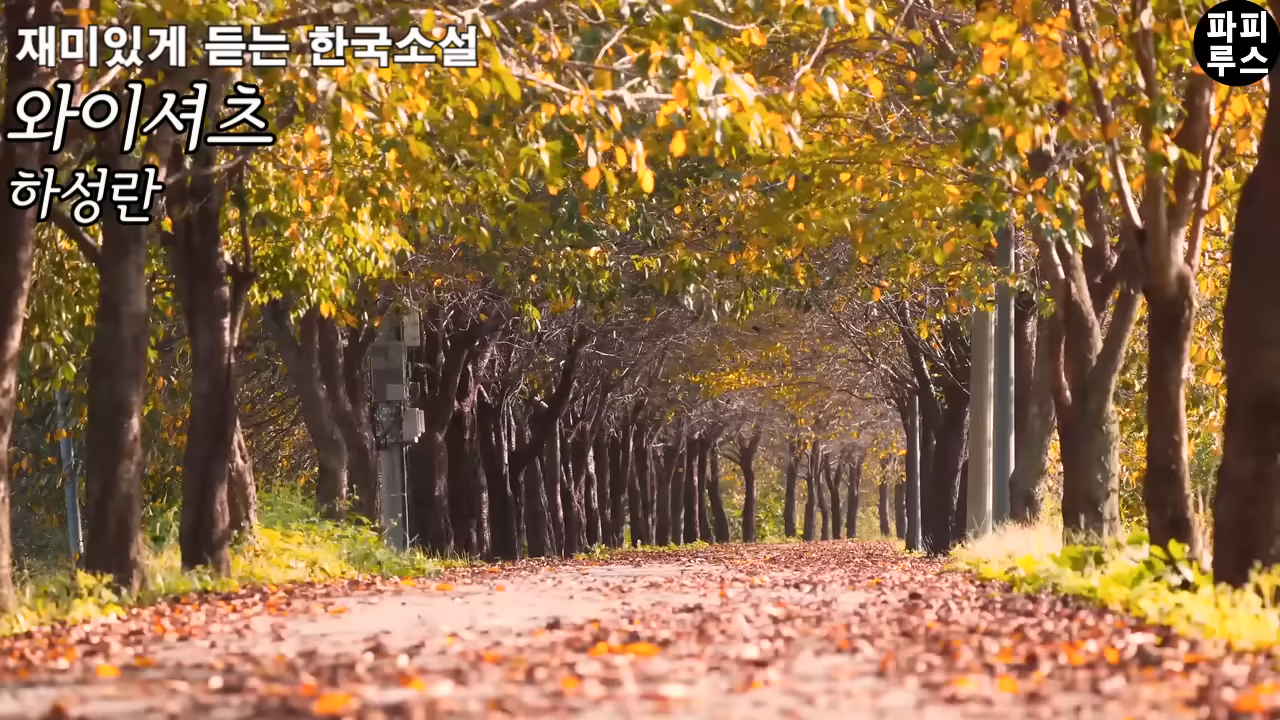 재미있게 듣는 한국소설
와이셔츠
하성란
파피
루스